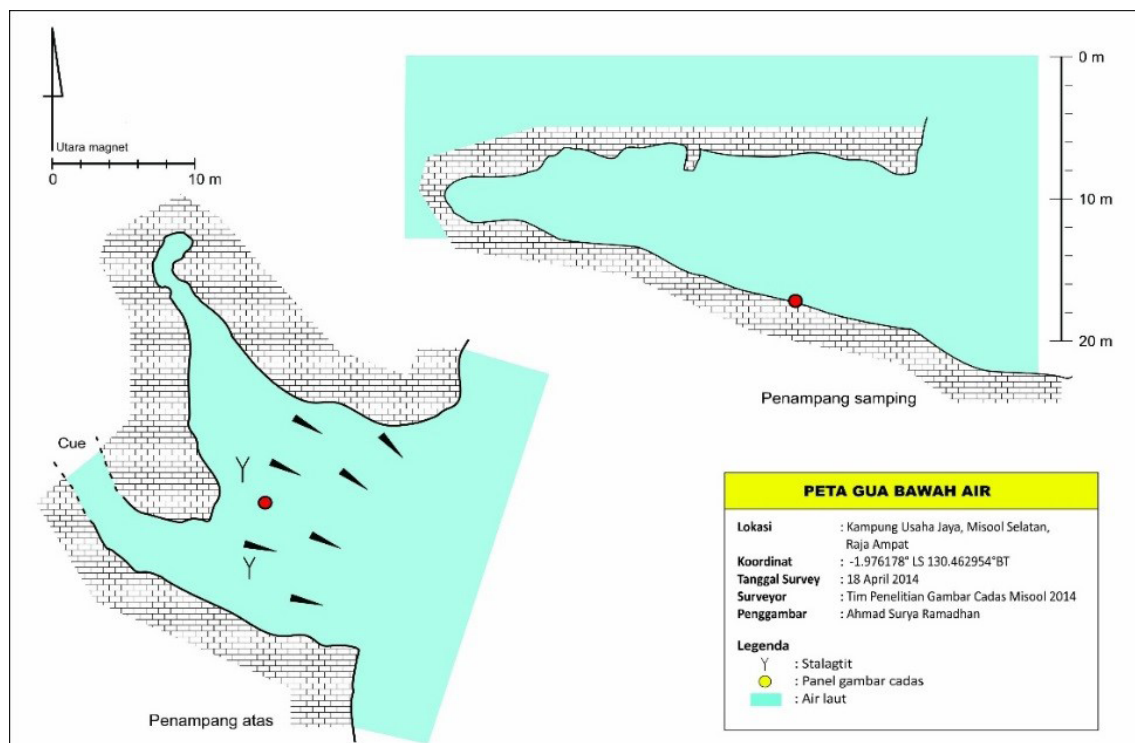 Utara magnet
0 10 m
Cue
Penampang atas
0 m
10 m
20 m
Penampang samping
PETA GUA BAWAH AIR
Lokasi : Kampung Usaha Jaya, Misool Selatan,
Raja Ampat
Koordinat : -1.976178° LS 130.462954°BT
Tanggal Survey : 18 April 2014
Surveyor : Tim Penelitian Gambar Cadas Misool 2014
Penggambar : Ahmad Surya Ramadhan
Legenda
Y : Stalagtit
: Panel gambar cadas
: Air laut